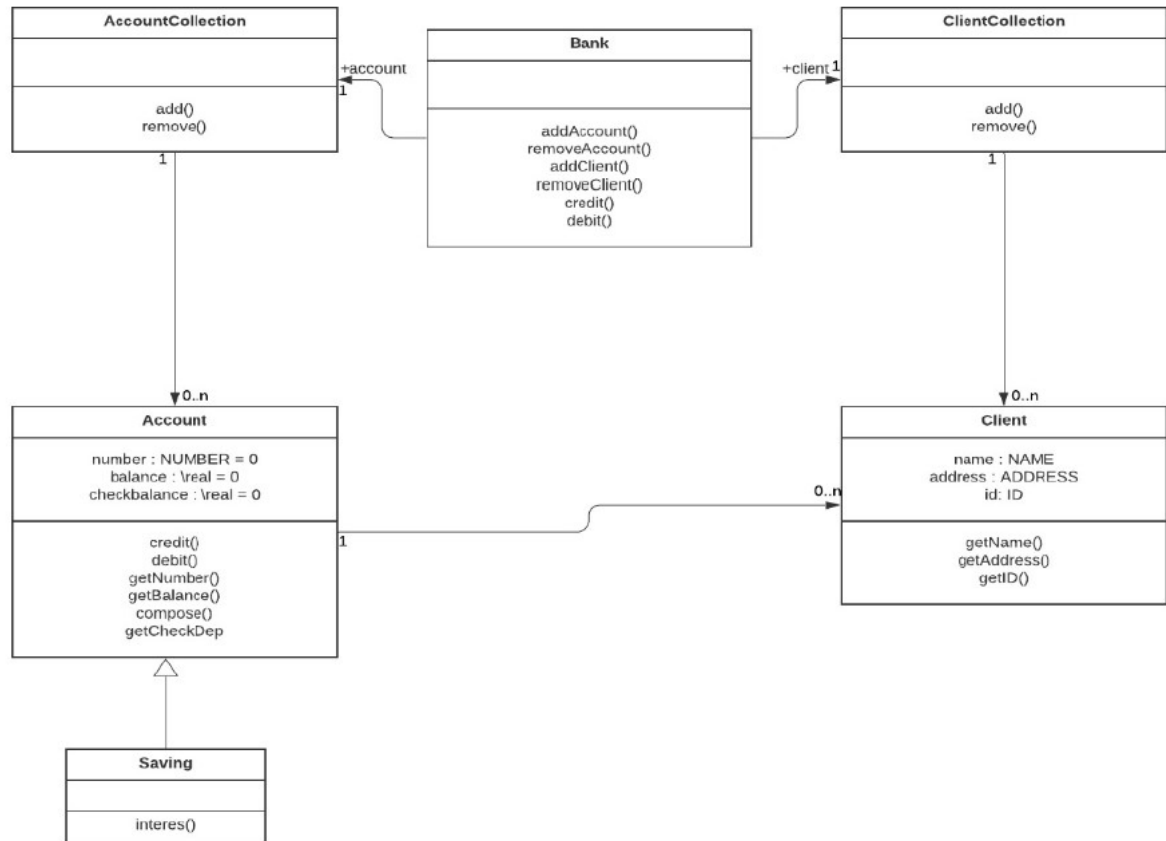 AccountCollection
add()
remove()
1
+account
1
Bank
addAccount()
removeAccount()
addClient()
removeClient()
credit()
debit()
+client
1
ClientCollection
add()
remove()
1
0..n
Account
number : NUMBER = 0
balance : \real = 0
checkbalance : \real = 0
credit()
debit()
getNumber()
getBalance()
compose()
getCheckDep
1
0..n
0..n
Client
name : NAME
address : ADDRESS
id: ID
getName()
getAddress()
getID()
Saving
interes()